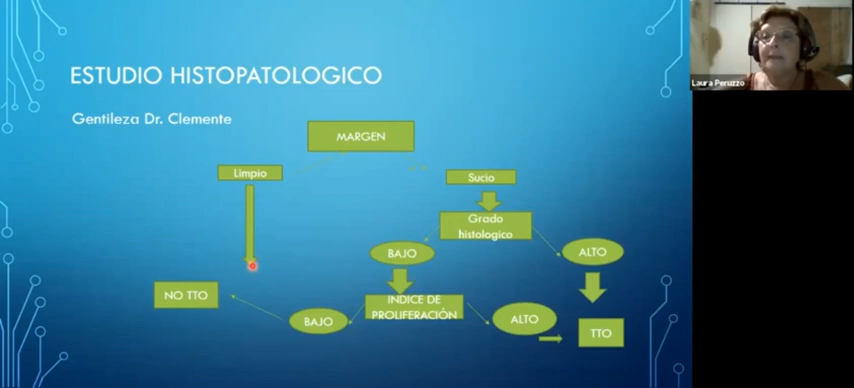 ESTUDIO HISTOPATOLOGICO
Laura Peruzzo
Gentileza Dr. Clemente
MARGEN
Limpio
Sucio
Grado
histologico
BAJO
ALTO
NO TTO
INDICE DE
PROLIFERACIÓN
BAJO
ALTO
TTO